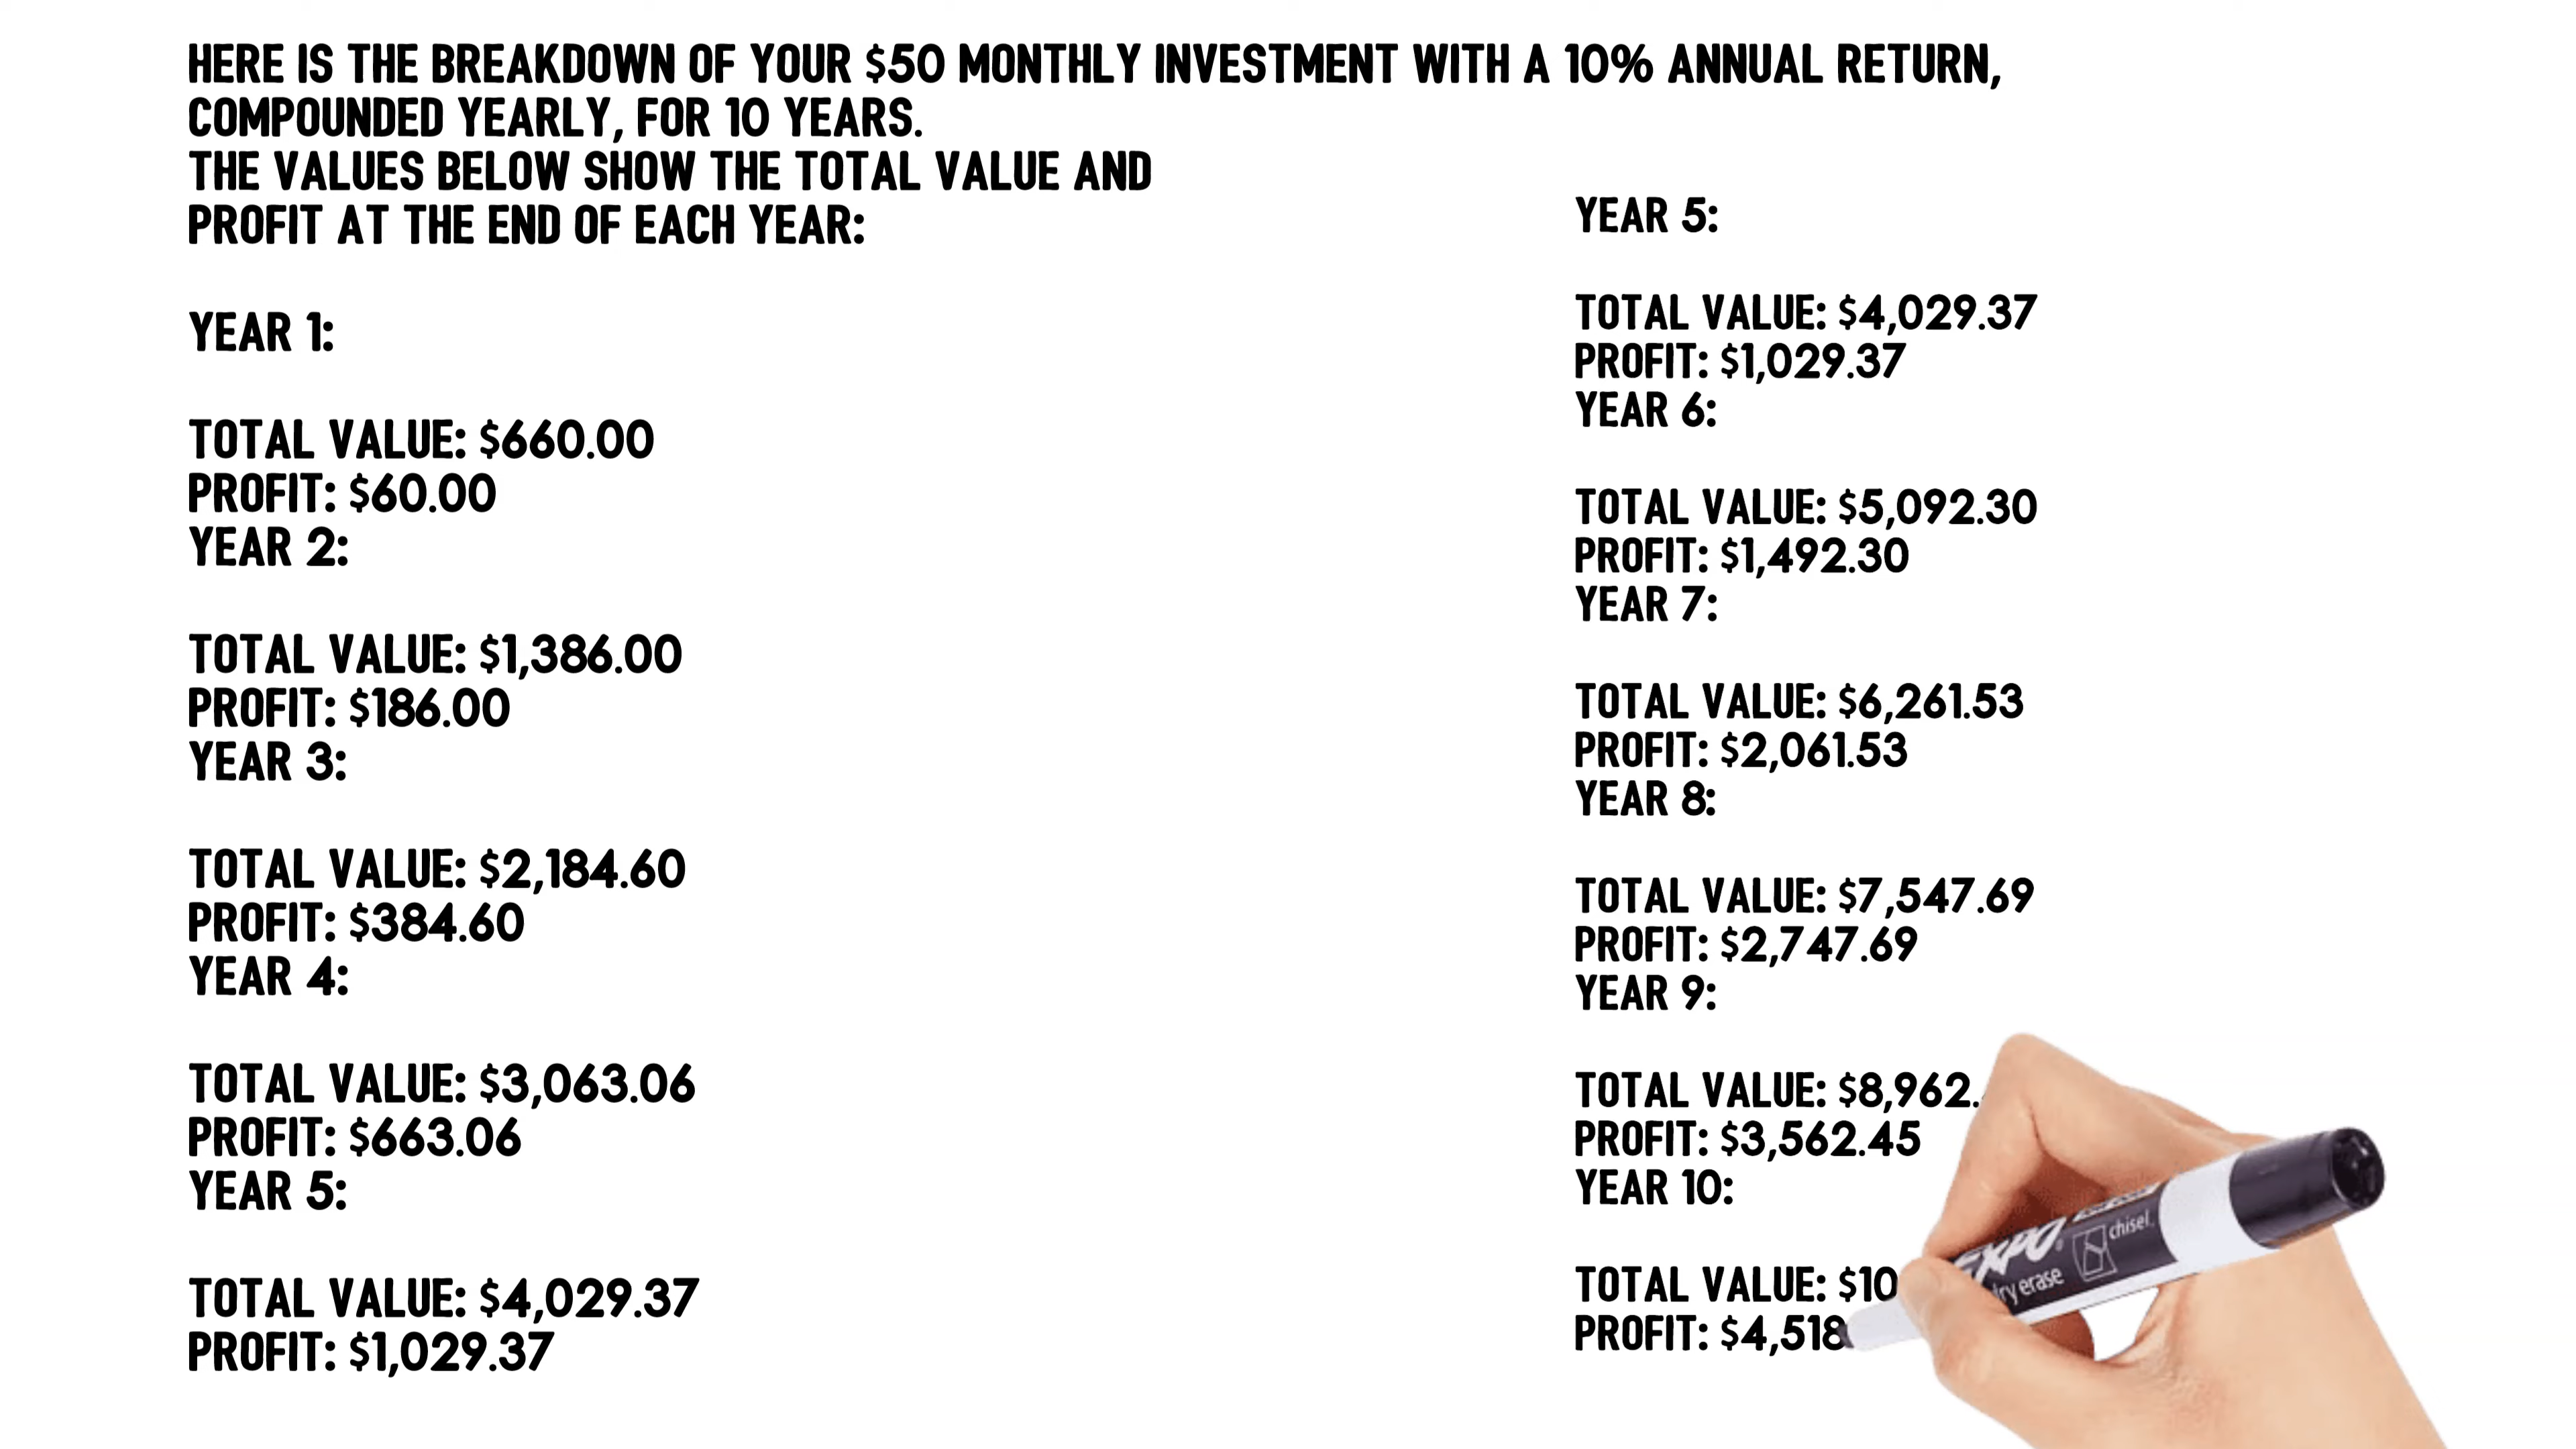 HERE IS THE BREAKDOWN OF YOUR $50 MONTHLY INVESTMENT WITH A 10% ANNUAL RETURN,
COMPOUNDED YEARLY, FOR 10 YEARS.
THE VALUES BELOW SHOW THE TOTAL VALUE AND
PROFIT AT THE END OF EACH YEAR:
YEAR 1:
TOTAL VALUE: $660.00
PROFIT: $60.00
YEAR 2:
TOTAL VALUE: $1,386.00
PROFIT: $186.00
YEAR 3:
TOTAL VALUE: $2,184.60
PROFIT: $384.60
YEAR 4:
TOTAL VALUE: $3,063.06
PROFIT: $663.06
YEAR 5:
TOTAL VALUE: $4,029.37
PROFIT: $1,029.37
YEAR 5:
TOTAL VALUE: $4,029.37
PROFIT: $1,029.37
YEAR 6:
TOTAL VALUE: $5,092.30
PROFIT: $1,492.30
YEAR 7:
TOTAL VALUE: $6,261.53
PROFIT: $2,061.53
YEAR 8:
TOTAL VALUE: $7,547.69
PROFIT: $2,747.69
YEAR 9:
TOTAL VALUE: $8,962.
PROFIT: $3,562.45
YEAR 10:
TOTAL VALUE: $10
PROFIT: $4,518
EXPO
chisel
dry erase